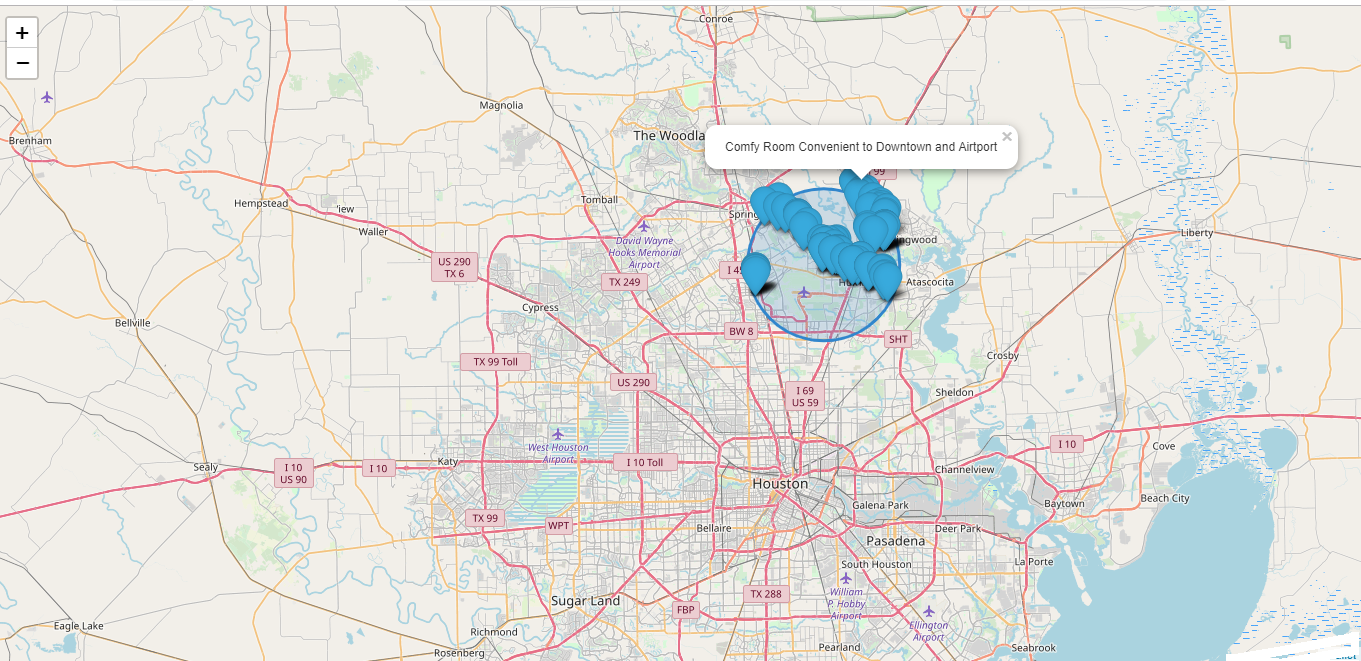 +
−
Conroe
Magnolia
Brenham
The Woodla
Comfy Room Convenient to Downtown and Airtport
×
99
Tomball
Hempstead
iew
Waller
Spring
David Wayne
Hooks Memorial
Airport
ngwood
Liberty
US 290
TX 6
TX 249
I 45
Atascocita
Cypress
Bellville
BW 8
SHT
TX 99 Toll
Crosby
US 290
I 69
US 59
Sheldon
West Houston
Airport
I 10
Cove
Sealy
I 10
US 90
I 10
Katy
I 10 Toll
Channelview
Houston
Beach City
Galena Park
Baytown
TX 99
WPT
Bellaire
Deer Park
Pasadena
La Porte
South Houston
William
P. Hobby
Airport
TX 288
Sugar Land
FBP
Ellington
Airport
Eagle Lake
Richmond
Pearland
Seabrook
Rosenberg